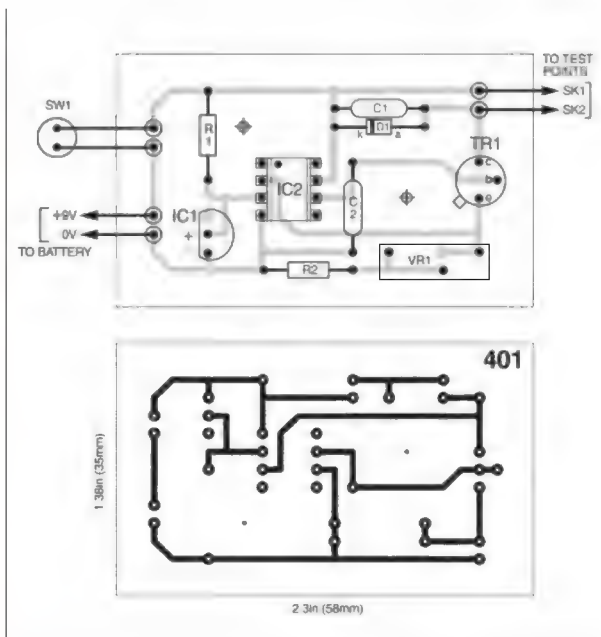 TO TEST
POINTS
SK1
SK2
SW1
C1
R
1
D1
k
a
TR1
c
b
e
IC2
C
2
IC1
+
+9V
0V
TO BATTERY
VR1
R2
401
1.38in (35mm)
2.3in (58mm)